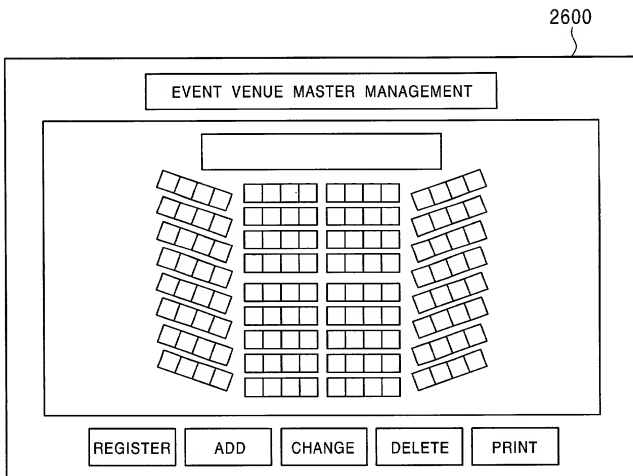 2600
EVENT VENUE MASTER MANAGEMENT
REGISTER ADD CHANGE DELETE PRINT